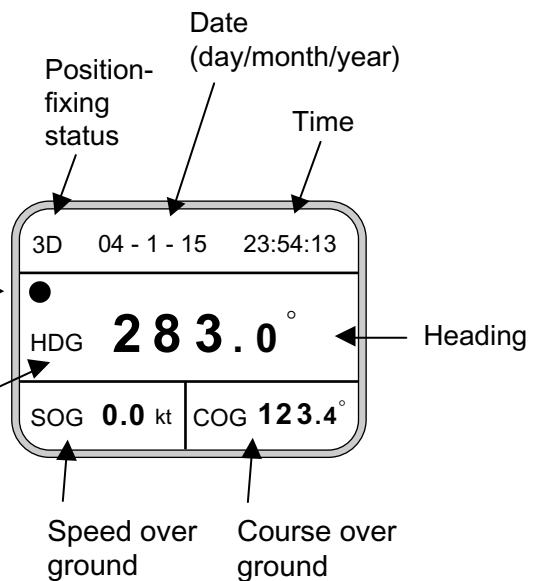 Date
(day/month/year)
Position-
fixing
status
Time
3D 04 - 1 - 15 23:54:13
HDG 283.0°
Heading
SOG 0.0 kt COG 123.4°
Speed over
ground
Course over
ground